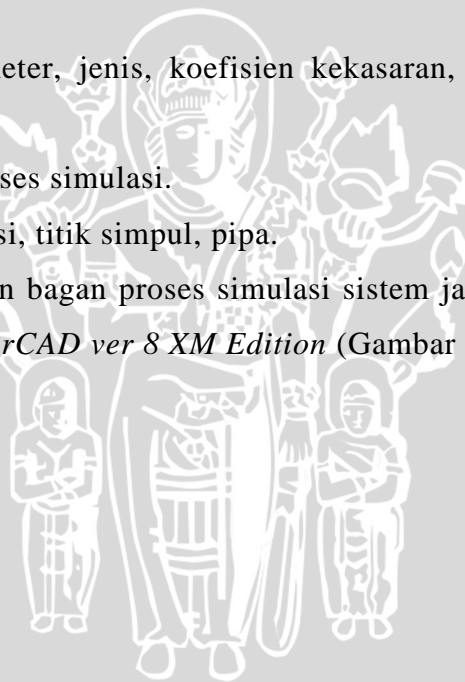 eter, jenis, koefisien kekasaran,
ses simulasi.
si, titik simpul, pipa.
n bagan proses simulasi sistem ja
rCAD ver 8 XM Edition (Gambar